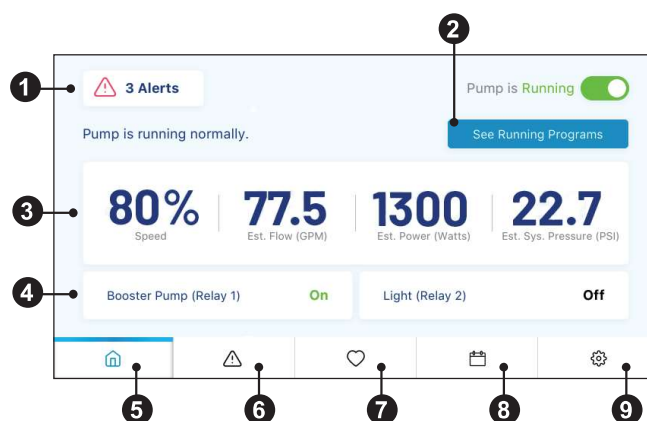 2
1
3 Alerts
Pump is Running
Pump is running normally.
See Running Programs
3
80% 77.5 1300 22.7
Speed Est. Flow (GPM) Est. Power (Watts) Est. Sys. Pressure (PSI)
4
Booster Pump (Relay 1) On Light (Relay 2) Off
5 6 7 8 9